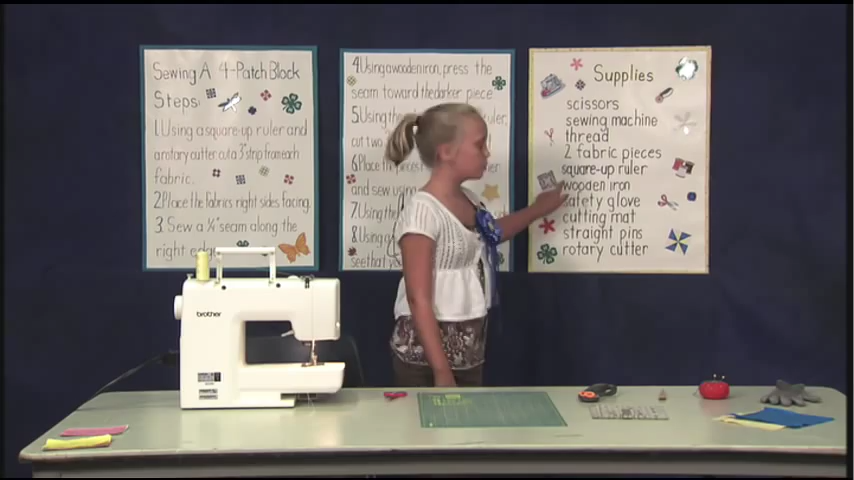 Sewing A 4-Patch Block
Steps:
1. Using a square-up ruler and
a rotary cutter cut a 3" strip from each
fabric.
2. Place the fabrics right sides facing.
3. Sew a ¼" seam along the
right edge
4. Using a wooden iron, press the
seam toward the darker piece
5. Using the ruler,
cut two
6. Place the pieces
and sew using
7. Using the
8. Using a
see that
Supplies
scissors
sewing machine
thread
2 fabric pieces
square-up ruler
wooden iron
safety glove
cutting mat
straight pins
rotary cutter
brother